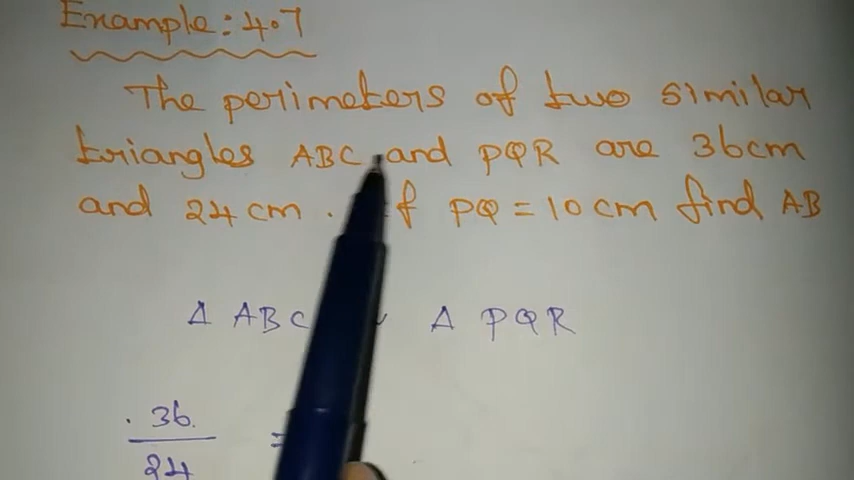 Example: 4.7
The perimeters of two similar
triangles ABC and PQR are 36cm
and 24 cm . If PQ = 10 cm find AB
Δ ABC Δ PQR
36
24
=